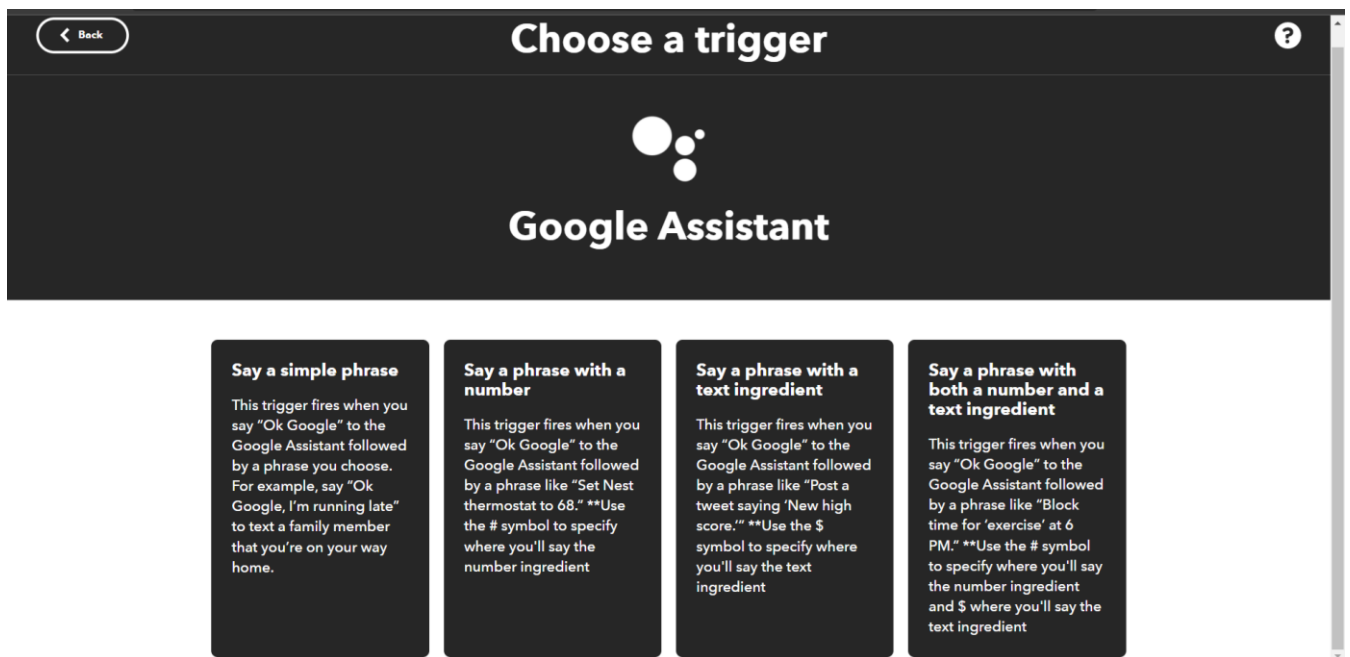 Back
Choose a trigger
?
Google Assistant
Say a simple phrase
This trigger fires when you
say “Ok Google” to the
Google Assistant followed
by a phrase you choose.
For example, say “Ok
Google, I’m running late”
to text a family member
that you’re on your way
home.
Say a phrase with a
number
This trigger fires when you
say “Ok Google” to the
Google Assistant followed
by a phrase like “Set Nest
thermostat to 68.” **Use
the # symbol to specify
where you'll say the
number ingredient
Say a phrase with a
text ingredient
This trigger fires when you
say “Ok Google” to the
Google Assistant followed
by a phrase like “Post a
tweet saying ‘New high
score.’” **Use the $
symbol to specify where
you'll say the text
ingredient
Say a phrase with
both a number and a
text ingredient
This trigger fires when you
say “Ok Google” to the
Google Assistant followed
by a phrase like “Block
time for ‘exercise’ at 6
PM.” **Use the # symbol
to specify where you'll say
the number ingredient
and $ where you'll say the
text ingredient